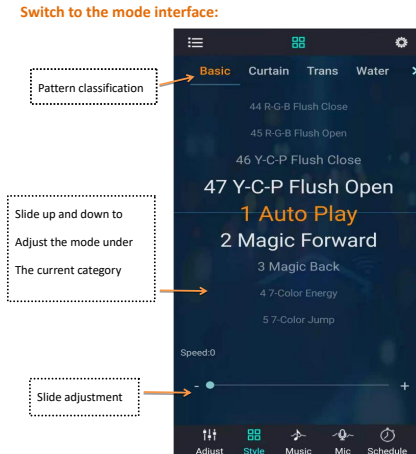 Switch to the mode interface:
Basic Curtain Trans Water
Pattern classification
44 R-G-B Flush Close
45 R-G-B Flush Open
46 Y-C-P Flush Close
47 Y-C-P Flush Open
1 Auto Play
2 Magic Forward
3 Magic Back
4 7-Color Energy
5 7-Color Jump
Slide up and down to
Adjust the mode under
The current category
Speed:0
- +
Slide adjustment
Adjust Style Music Mic Schedule